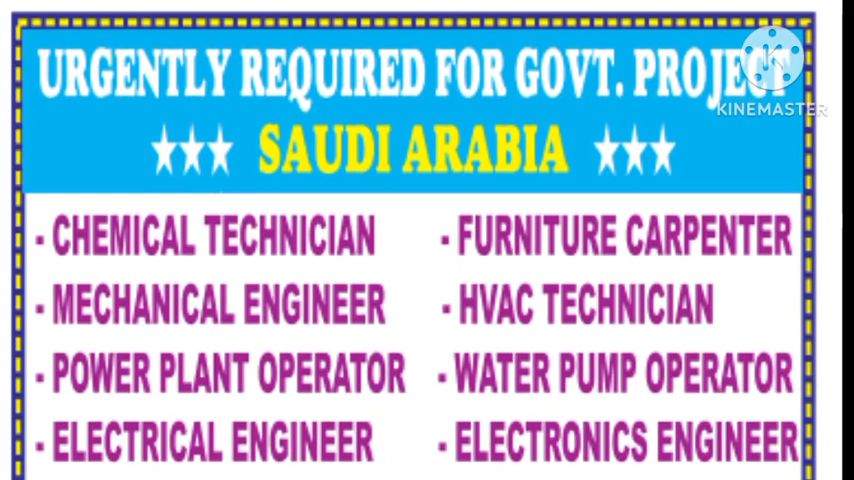 URGENTLY REQUIRED FOR GOVT. PROJECT
KINEMASTER
★★★ SAUDI ARABIA ★★★
- CHEMICAL TECHNICIAN
- FURNITURE CARPENTER
- MECHANICAL ENGINEER
- HVAC TECHNICIAN
- POWER PLANT OPERATOR
- WATER PUMP OPERATOR
- ELECTRICAL ENGINEER
- ELECTRONICS ENGINEER